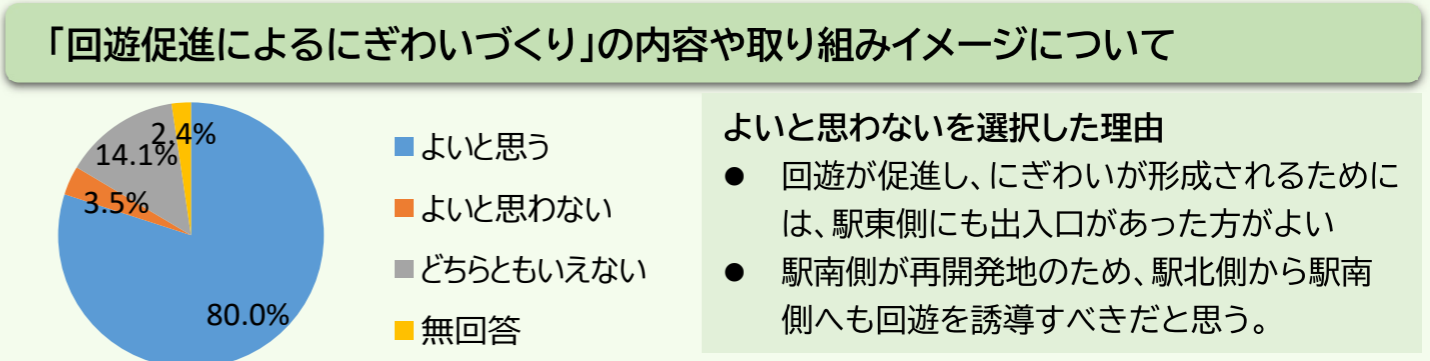 「回遊促進によるにぎわいづくり」の内容や取り組みイメージについて
2.4%
14.1%
3.5%
80.0%
よいと思う
よいと思わない
どちらともいえない
無回答
よいと思わないを選択した理由
● 回遊が促進し、にぎわいが形成されるために
は、駅東側にも出入口があった方がよい
● 駅南側が再開発地のため、駅北側から駅南
側へも回遊を誘導すべきだと思う。